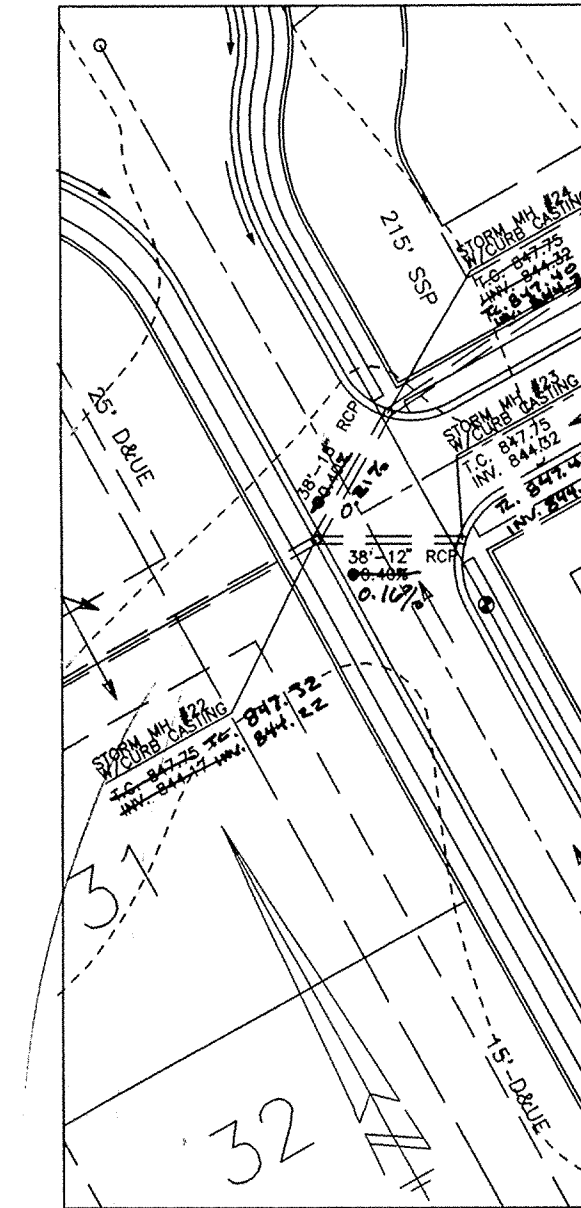 215' SSP
STORM MH #24
W/CURB CASTING
T.C. 847.75
INV. 844.32
T.C. 847.40
25' D&UE
STORM MH #23
W/CURB CASTING
T.C. 847.75
INV. 844.32
INV. 844.
38'-15" RCP
@0.40%
0.21%
38'-12" RCP
@0.40%
0.16%
STORM MH #22
W/CURB CASTING
T.C. 847.75 T.C. 847.32
INV. 844.17 INV. 844.22
31
32
15' D&UE